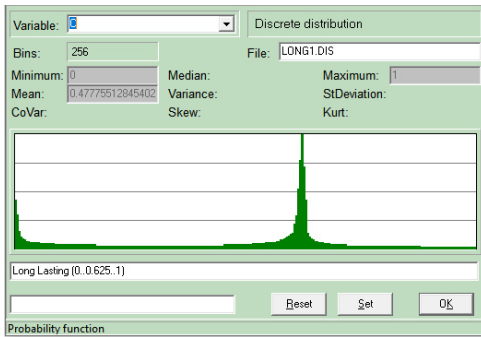 Variable: C Discrete distribution
Bins: 256 File: LONG1.DIS
Minimum: 0 Median: Maximum: 1
Mean: 0.47775512845402 Variance: StDeviation:
CoVar: Skew: Kurt:
Long Lasting (0..0.625..1)
Reset Set OK
Probability function